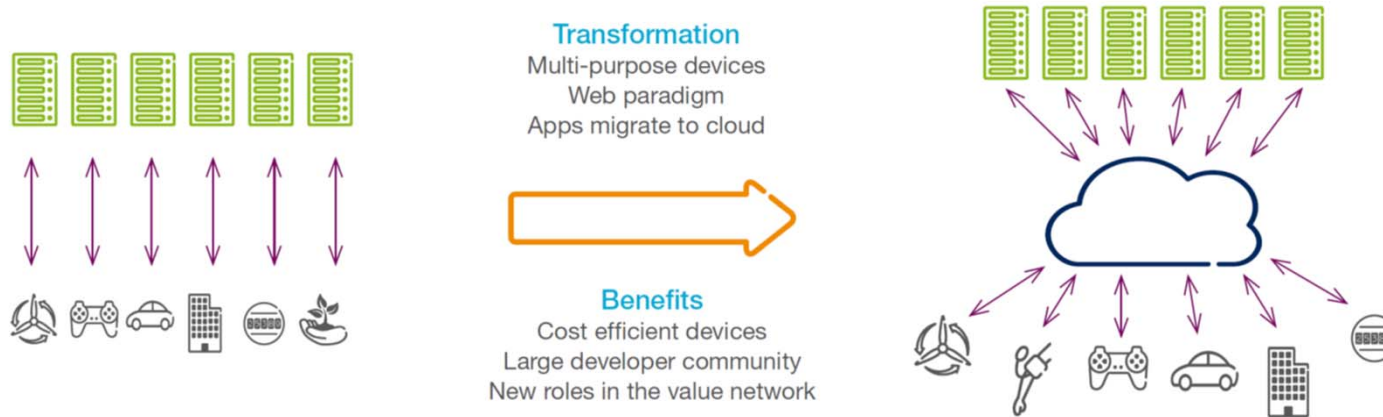 Transformation
Multi-purpose devices
Web paradigm
Apps migrate to cloud
Benefits
Cost efficient devices
Large developer community
New roles in the value network